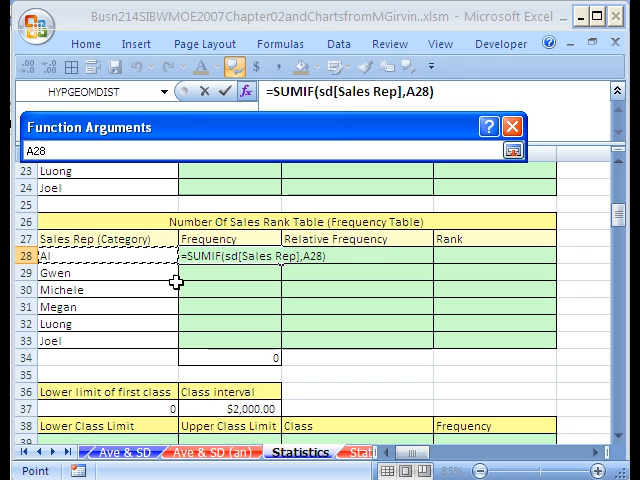 Busn214SIBWMOE2007Chapter02andChartsfromMGirvin..xlsm - Microsoft Excel
Home Insert Page Layout Formulas Data Review View Developer
HYPGEOMDIST fx =SUMIF(sd[Sales Rep],A28)
Function Arguments ?
A28
23 Luong
24 Joel
25
26 Number Of Sales Rank Table (Frequency Table)
27 Sales Rep (Category) Frequency Relative Frequency Rank
28 Al =SUMIF(sd[Sales Rep],A28)
29 Gwen
30 Michele
31 Megan
32 Luong
33 Joel
34 0
35
36 Lower limit of first class Class interval
37 0 $2,000.00
38 Lower Class Limit Upper Class Limit Class Frequency
39
Ave & SD Ave & SD (an) Statistics
Point 85%